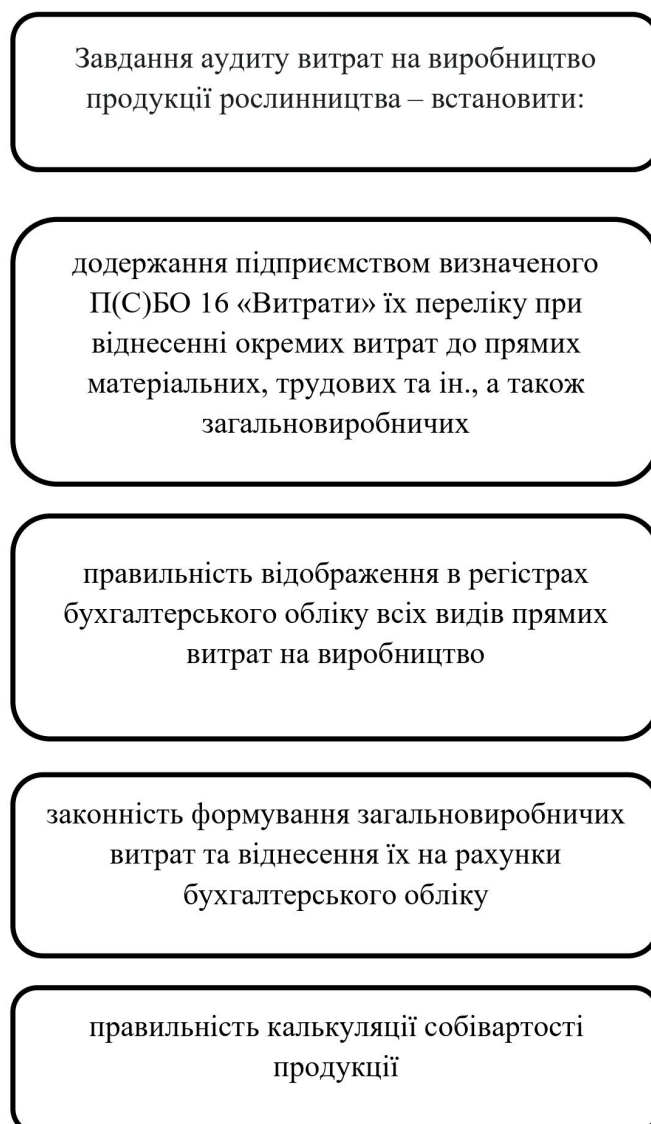 Завдання аудиту витрат на виробництво
продукції рослинництва – встановити:
додержання підприємством визначеного
П(С)БО 16 «Витрати» їх переліку при
віднесенні окремих витрат до прямих
матеріальних, трудових та ін., а також
загальновиробничих
правильність відображення в регістрах
бухгалтерського обліку всіх видів прямих
витрат на виробництво
законність формування загальновиробничих
витрат та віднесення їх на рахунки
бухгалтерського обліку
правильність калькуляції собівартості
продукції